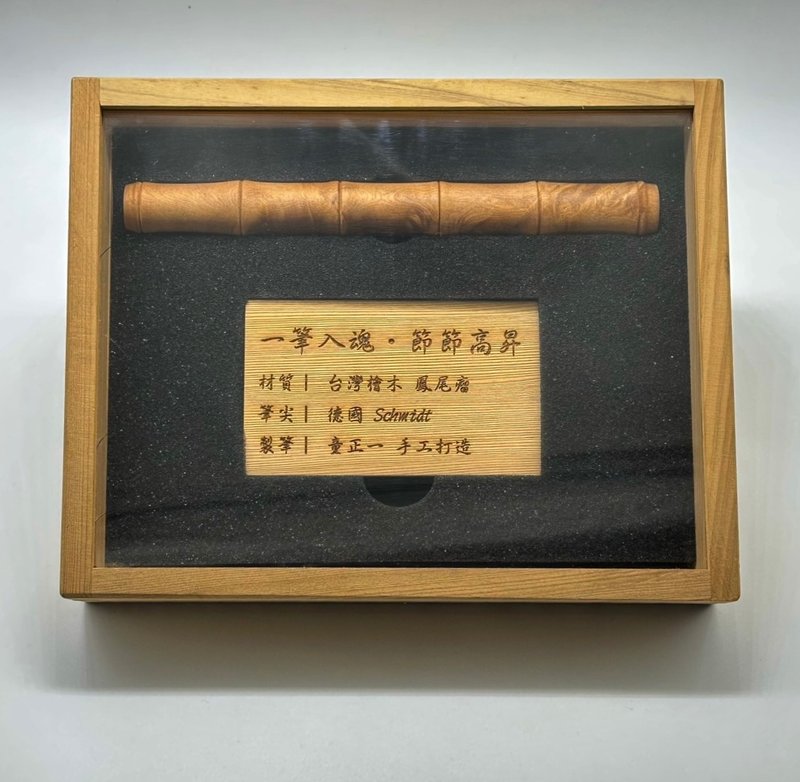 一筆入魂・節節高昇
材質| 台灣檜木 鳳尾瘤
筆尖| 德國 Schmidt
製筆| 童正一 手工打造